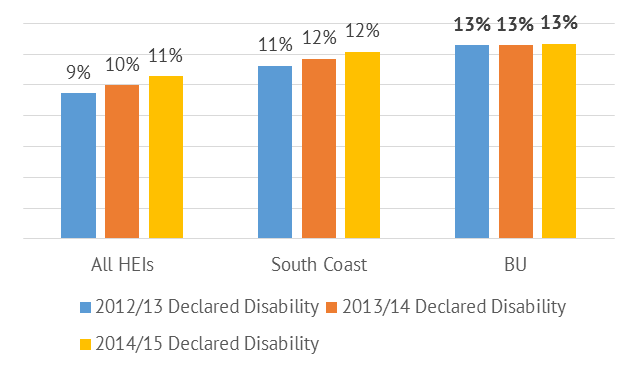 9% 10% 11% 11% 12% 12% 13% 13% 13%
All HEIs South Coast BU
2012/13 Declared Disability 2013/14 Declared Disability
2014/15 Declared Disability